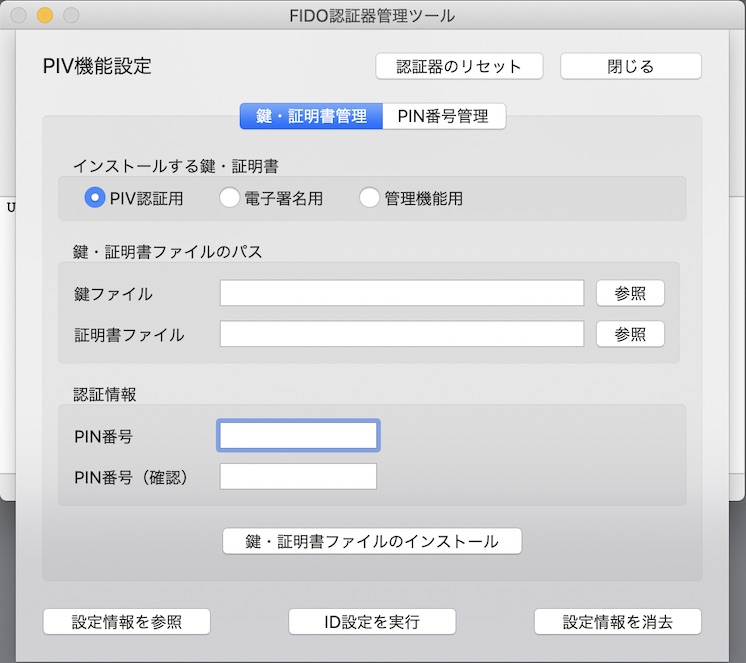 FIDO認証器管理ツール
PIV機能設定
認証器のリセット
閉じる
鍵・証明書管理
PIN番号管理
インストールする鍵・証明書
PIV認証用
電子署名用
管理機能用
鍵・証明書ファイルのパス
鍵ファイル
参照
証明書ファイル
参照
認証情報
PIN番号
PIN番号（確認）
鍵・証明書ファイルのインストール
設定情報を参照
ID設定を実行
設定情報を消去